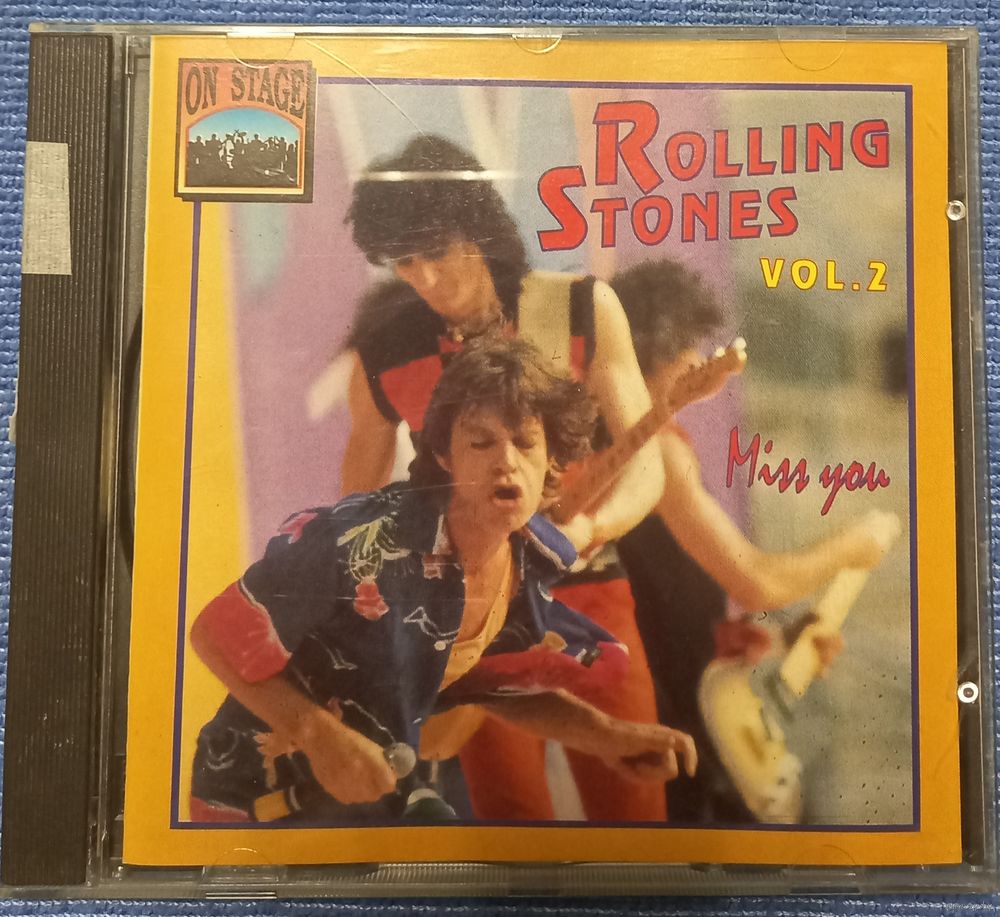 ON STAGE
ROLLING
STONES
VOL.2
Miss you